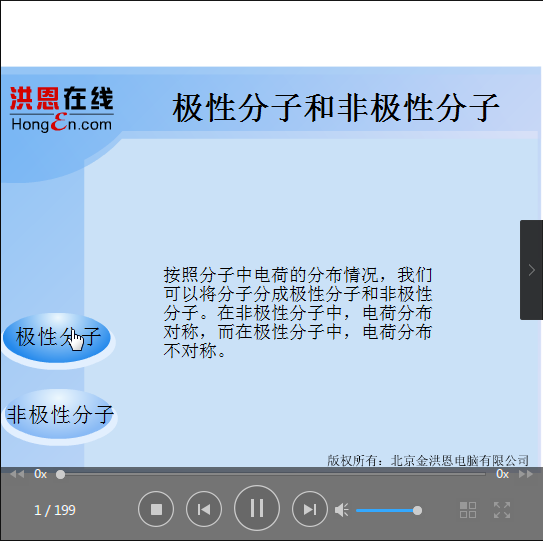 洪恩在线
HongEn.com
极性分子和非极性分子
按照分子中电荷的分布情况，我们
可以将分子分成极性分子和非极性
分子。在非极性分子中，电荷分布
对称，而在极性分子中，电荷分布
不对称。
极性分子
非极性分子
版权所有：北京金洪恩电脑有限公司
0x
0x
1 / 199